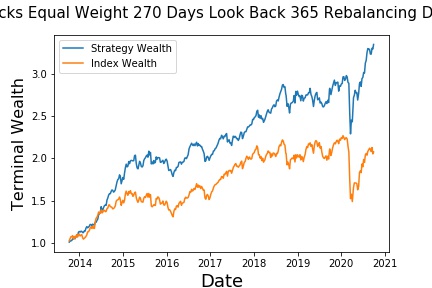 cks Equal Weight 270 Days Look Back 365 Rebalancing D
Strategy Wealth
Index Wealth
Terminal Wealth
3.0
2.5
2.0
1.5
1.0
2014 2015 2016 2017 2018 2019 2020 2021
Date